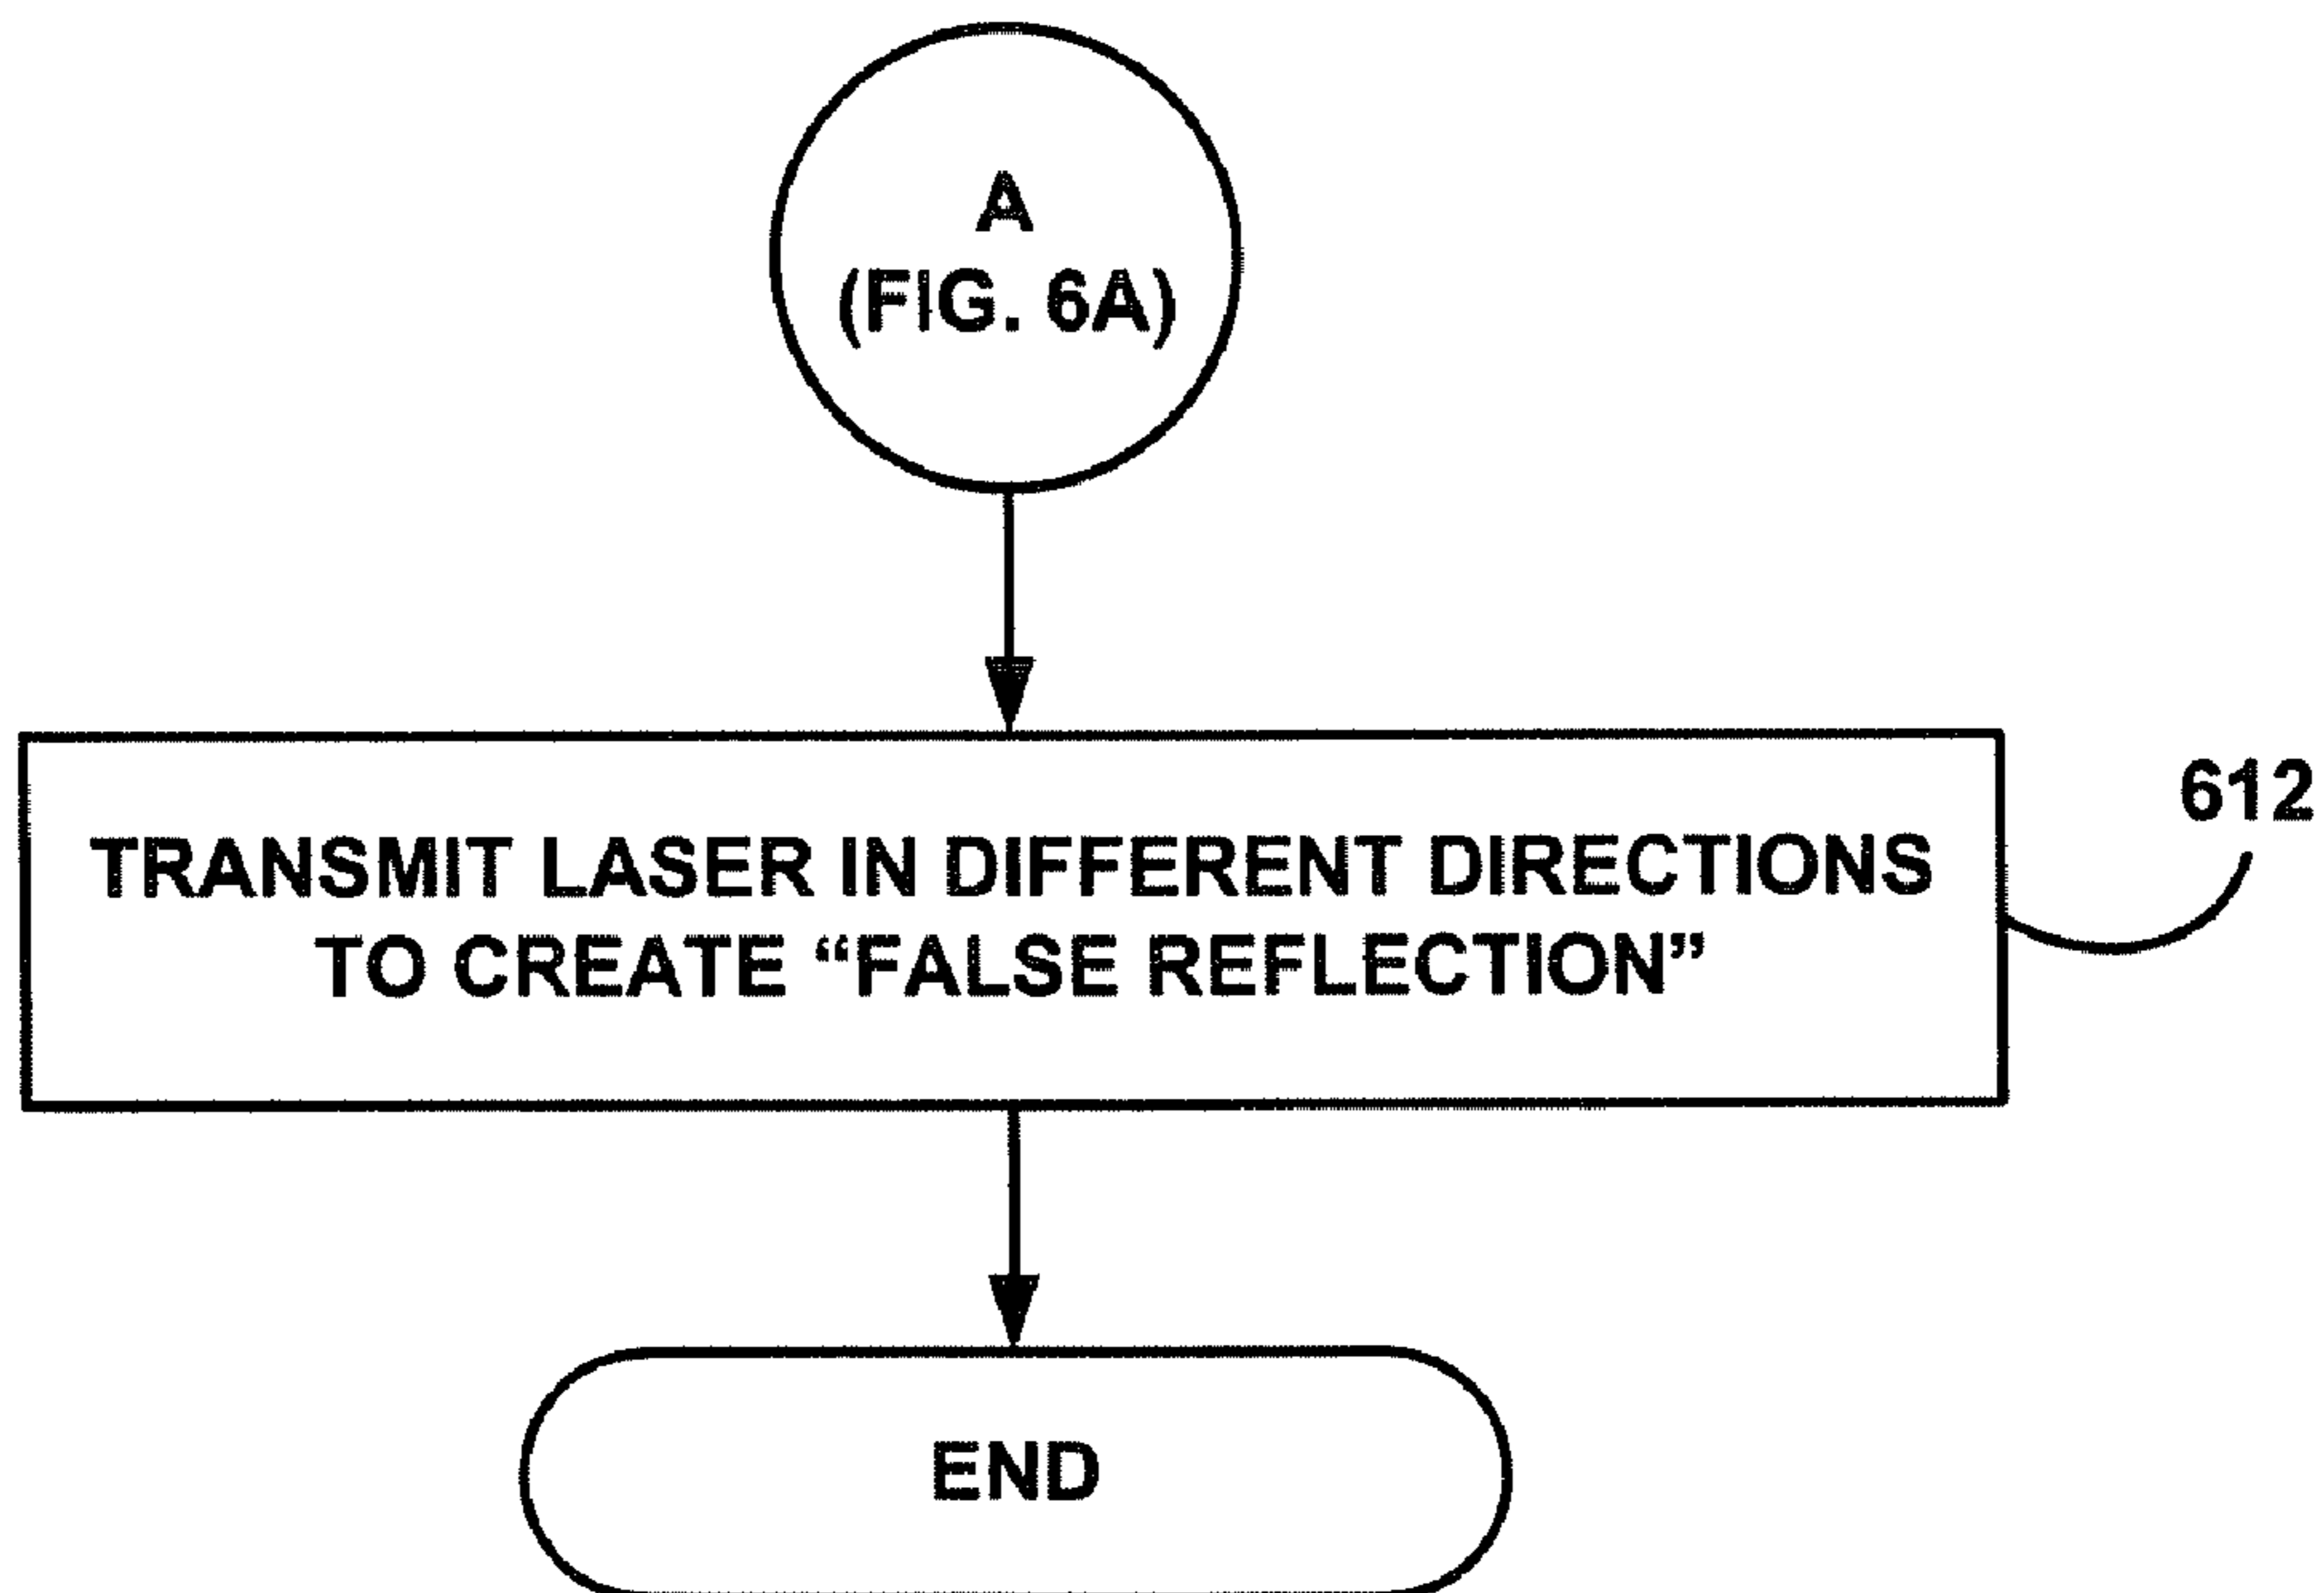 A
(FIG. 6A)
612
TRANSMIT LASER IN DIFFERENT DIRECTIONS
TO CREATE “FALSE REFLECTION”
END